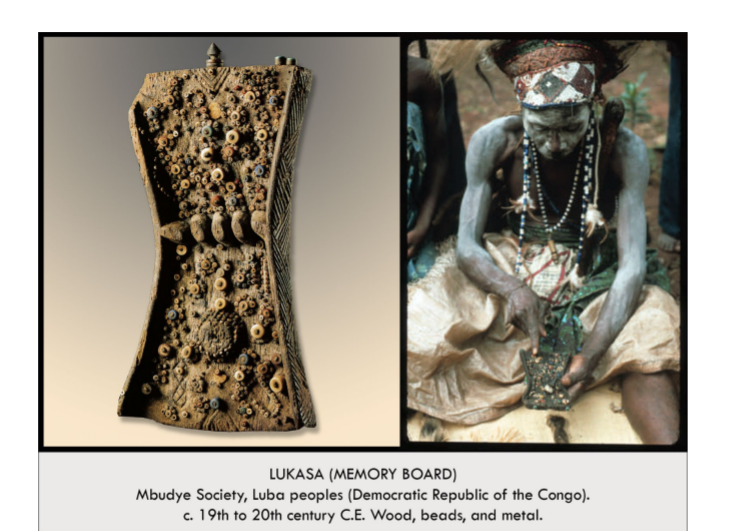 LUKASA (MEMORY BOARD)
Mbudye Society, Luba peoples (Democratic Republic of the Congo).
c. 19th to 20th century C.E. Wood, beads, and metal.